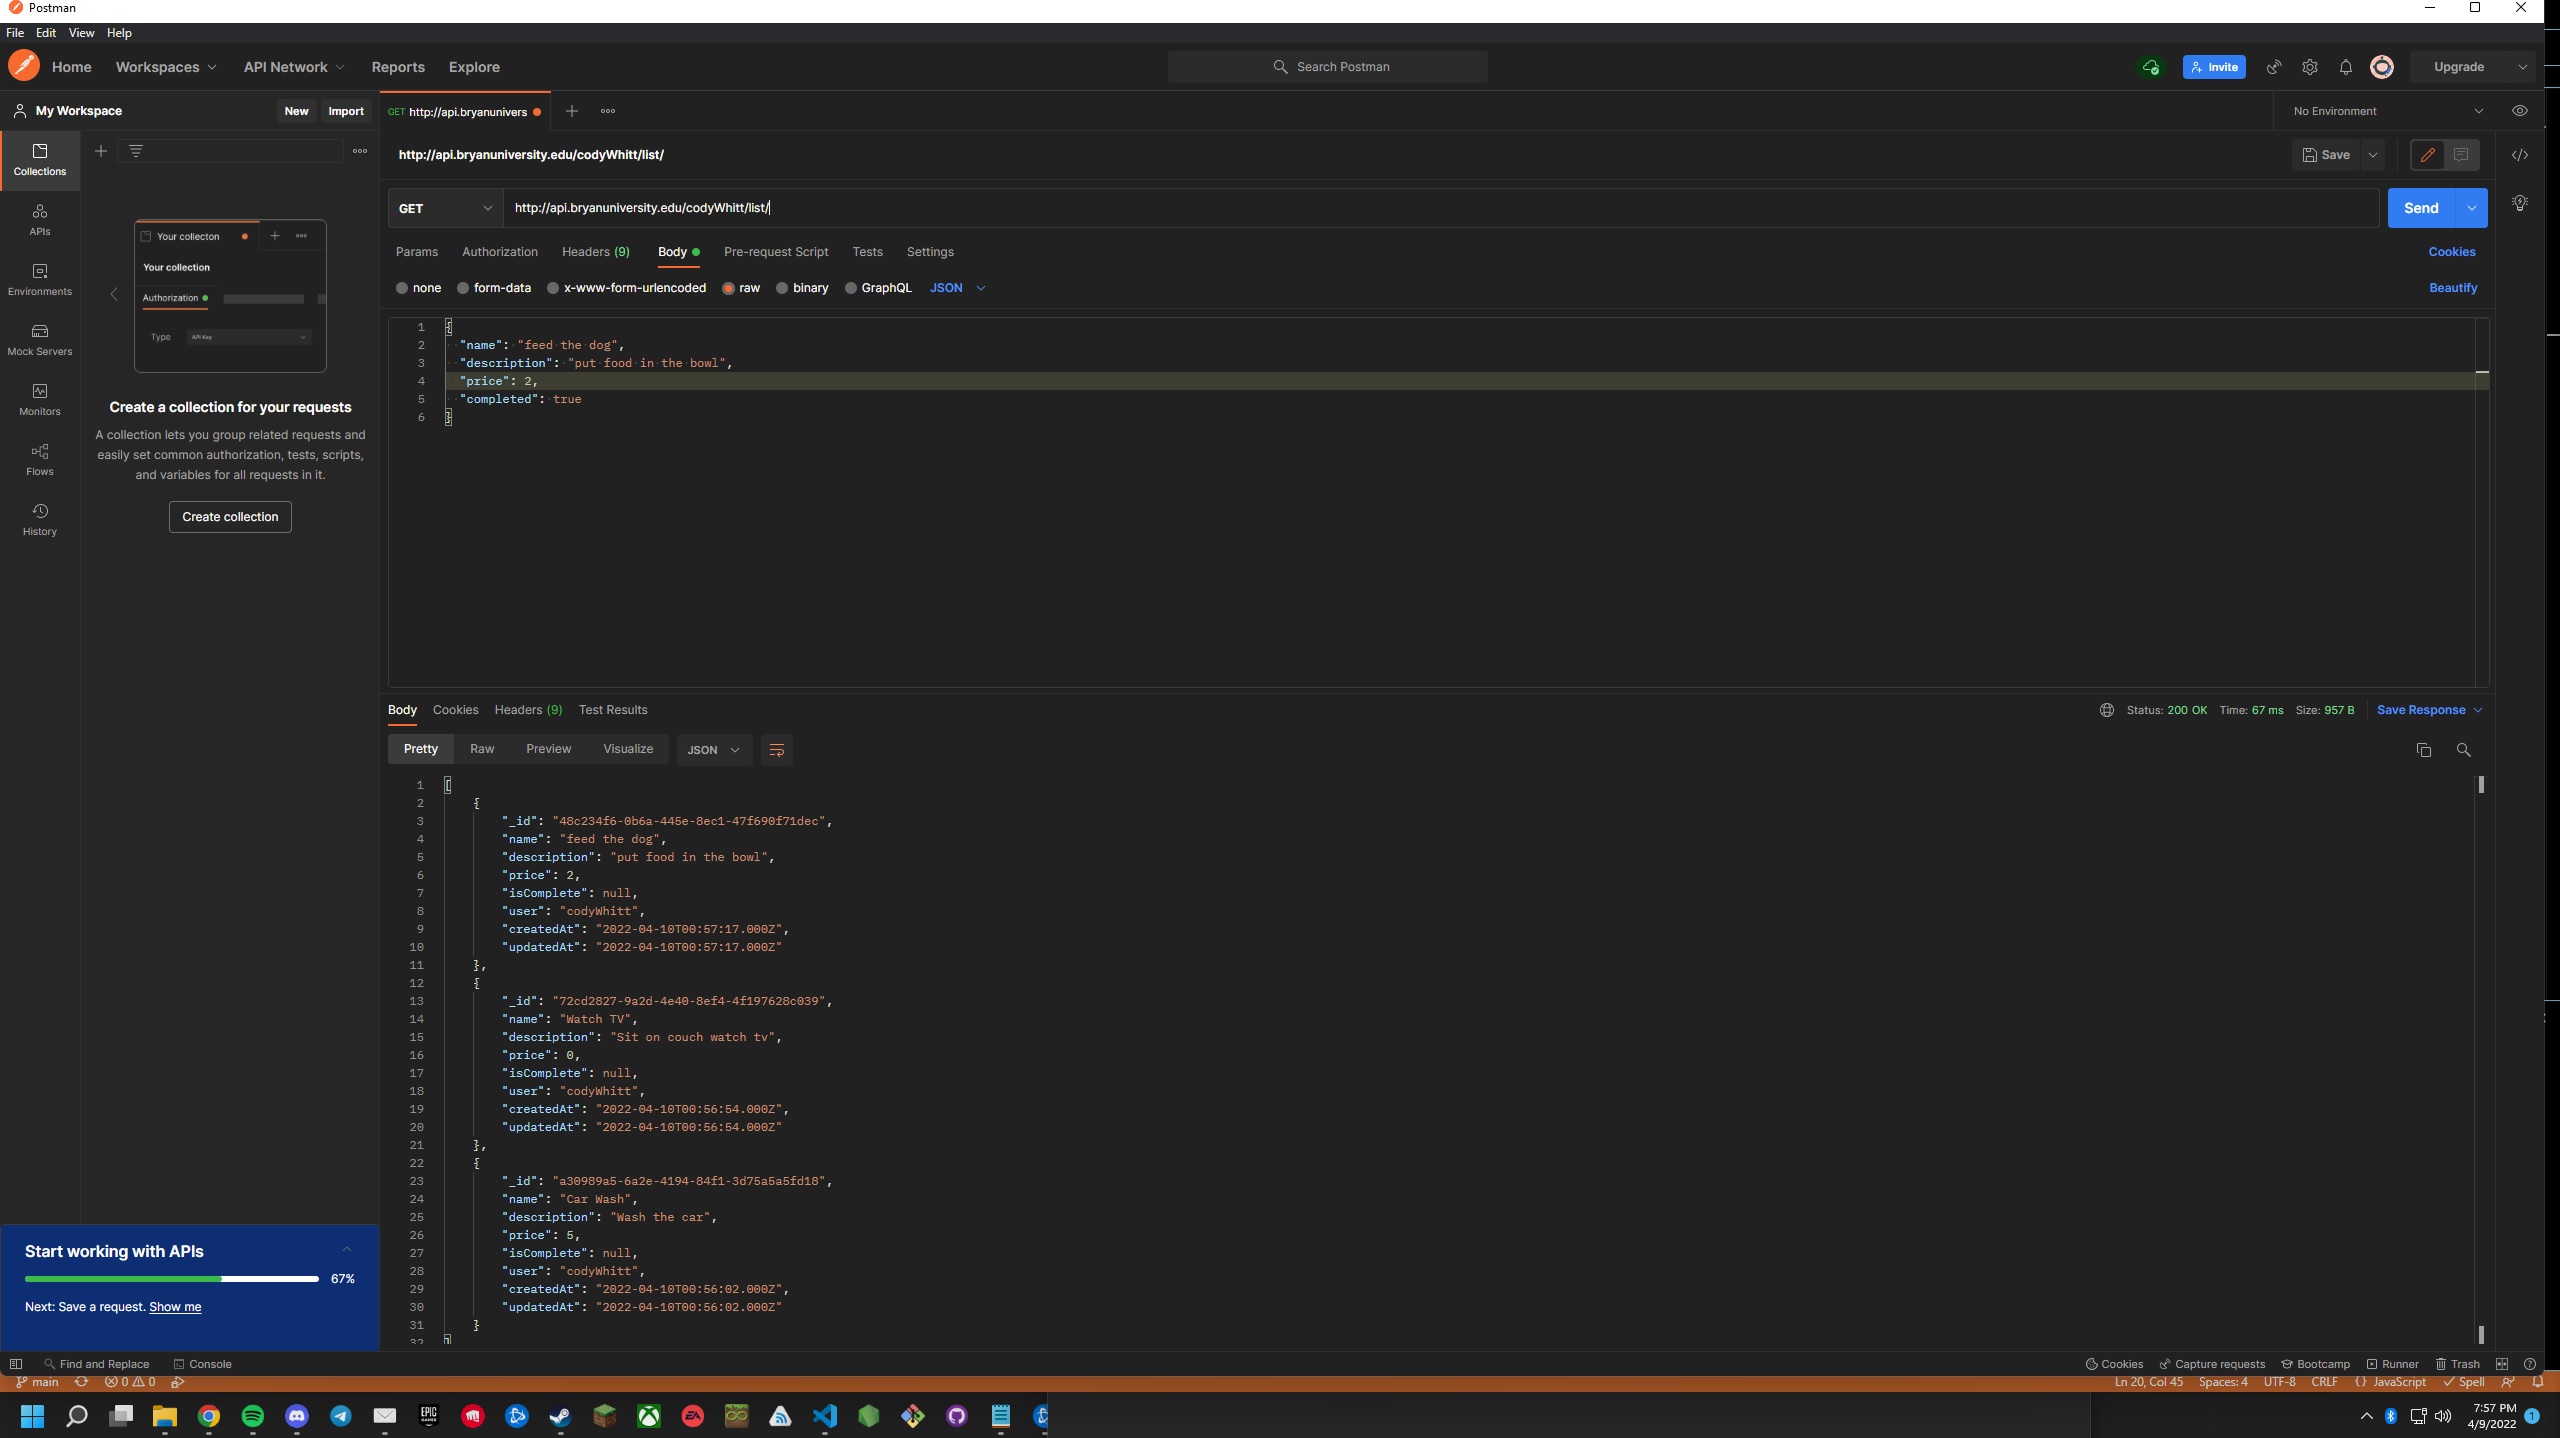 Postman
File Edit View Help
Home Workspaces API Network Reports Explore Search Postman Invite Upgrade
My Workspace New Import GET http://api.bryanunivers No Environment
Collections
APIs
Environments
Mock Servers
Monitors
Flows
History
Your collecton
Your collection
Authorization
Type API Key
Create a collection for your requests
A collection lets you group related requests and
easily set common authorization, tests, scripts,
and variables for all requests in it.
Create collection
Start working with APIs
67%
Next: Save a request. Show me
http://api.bryanuniversity.edu/codyWhitt/list/ Save
GET http://api.bryanuniversity.edu/codyWhitt/list/ Send
Params Authorization Headers (9) Body Pre-request Script Tests Settings Cookies
none form-data x-www-form-urlencoded raw binary GraphQL JSON Beautify
1 {
2 "name": "feed the dog",
3 "description": "put food in the bowl",
4 "price": 2,
5 "completed": true
6 }
Body Cookies Headers (9) Test Results Status: 200 OK Time: 67 ms Size: 957 B Save Response
Pretty Raw Preview Visualize JSON
1 [
2 {
3 "_id": "48c234f6-0b6a-445e-8ec1-47f690f71dec",
4 "name": "feed the dog",
5 "description": "put food in the bowl",
6 "price": 2,
7 "isComplete": null,
8 "user": "codyWhitt",
9 "createdAt": "2022-04-10T00:57:17.000Z",
10 "updatedAt": "2022-04-10T00:57:17.000Z"
11 },
12 {
13 "_id": "72cd2827-9a2d-4e40-8ef4-4f197628c039",
14 "name": "Watch TV",
15 "description": "Sit on couch watch tv",
16 "price": 0,
17 "isComplete": null,
18 "user": "codyWhitt",
19 "createdAt": "2022-04-10T00:56:54.000Z",
20 "updatedAt": "2022-04-10T00:56:54.000Z"
21 },
22 {
23 "_id": "a30989a5-6a2e-4194-84f1-3d75a5a5fd18",
24 "name": "Car Wash",
25 "description": "Wash the car",
26 "price": 5,
27 "isComplete": null,
28 "user": "codyWhitt",
29 "createdAt": "2022-04-10T00:56:02.000Z",
30 "updatedAt": "2022-04-10T00:56:02.000Z"
31 }
32 ]
Find and Replace Console Cookies Capture requests Bootcamp Runner Trash
main 0 0 Ln 20, Col 45 Spaces: 4 UTF-8 CRLF {} JavaScript Spell
EPIC GAMES EA
7:57 PM
4/9/2022 1